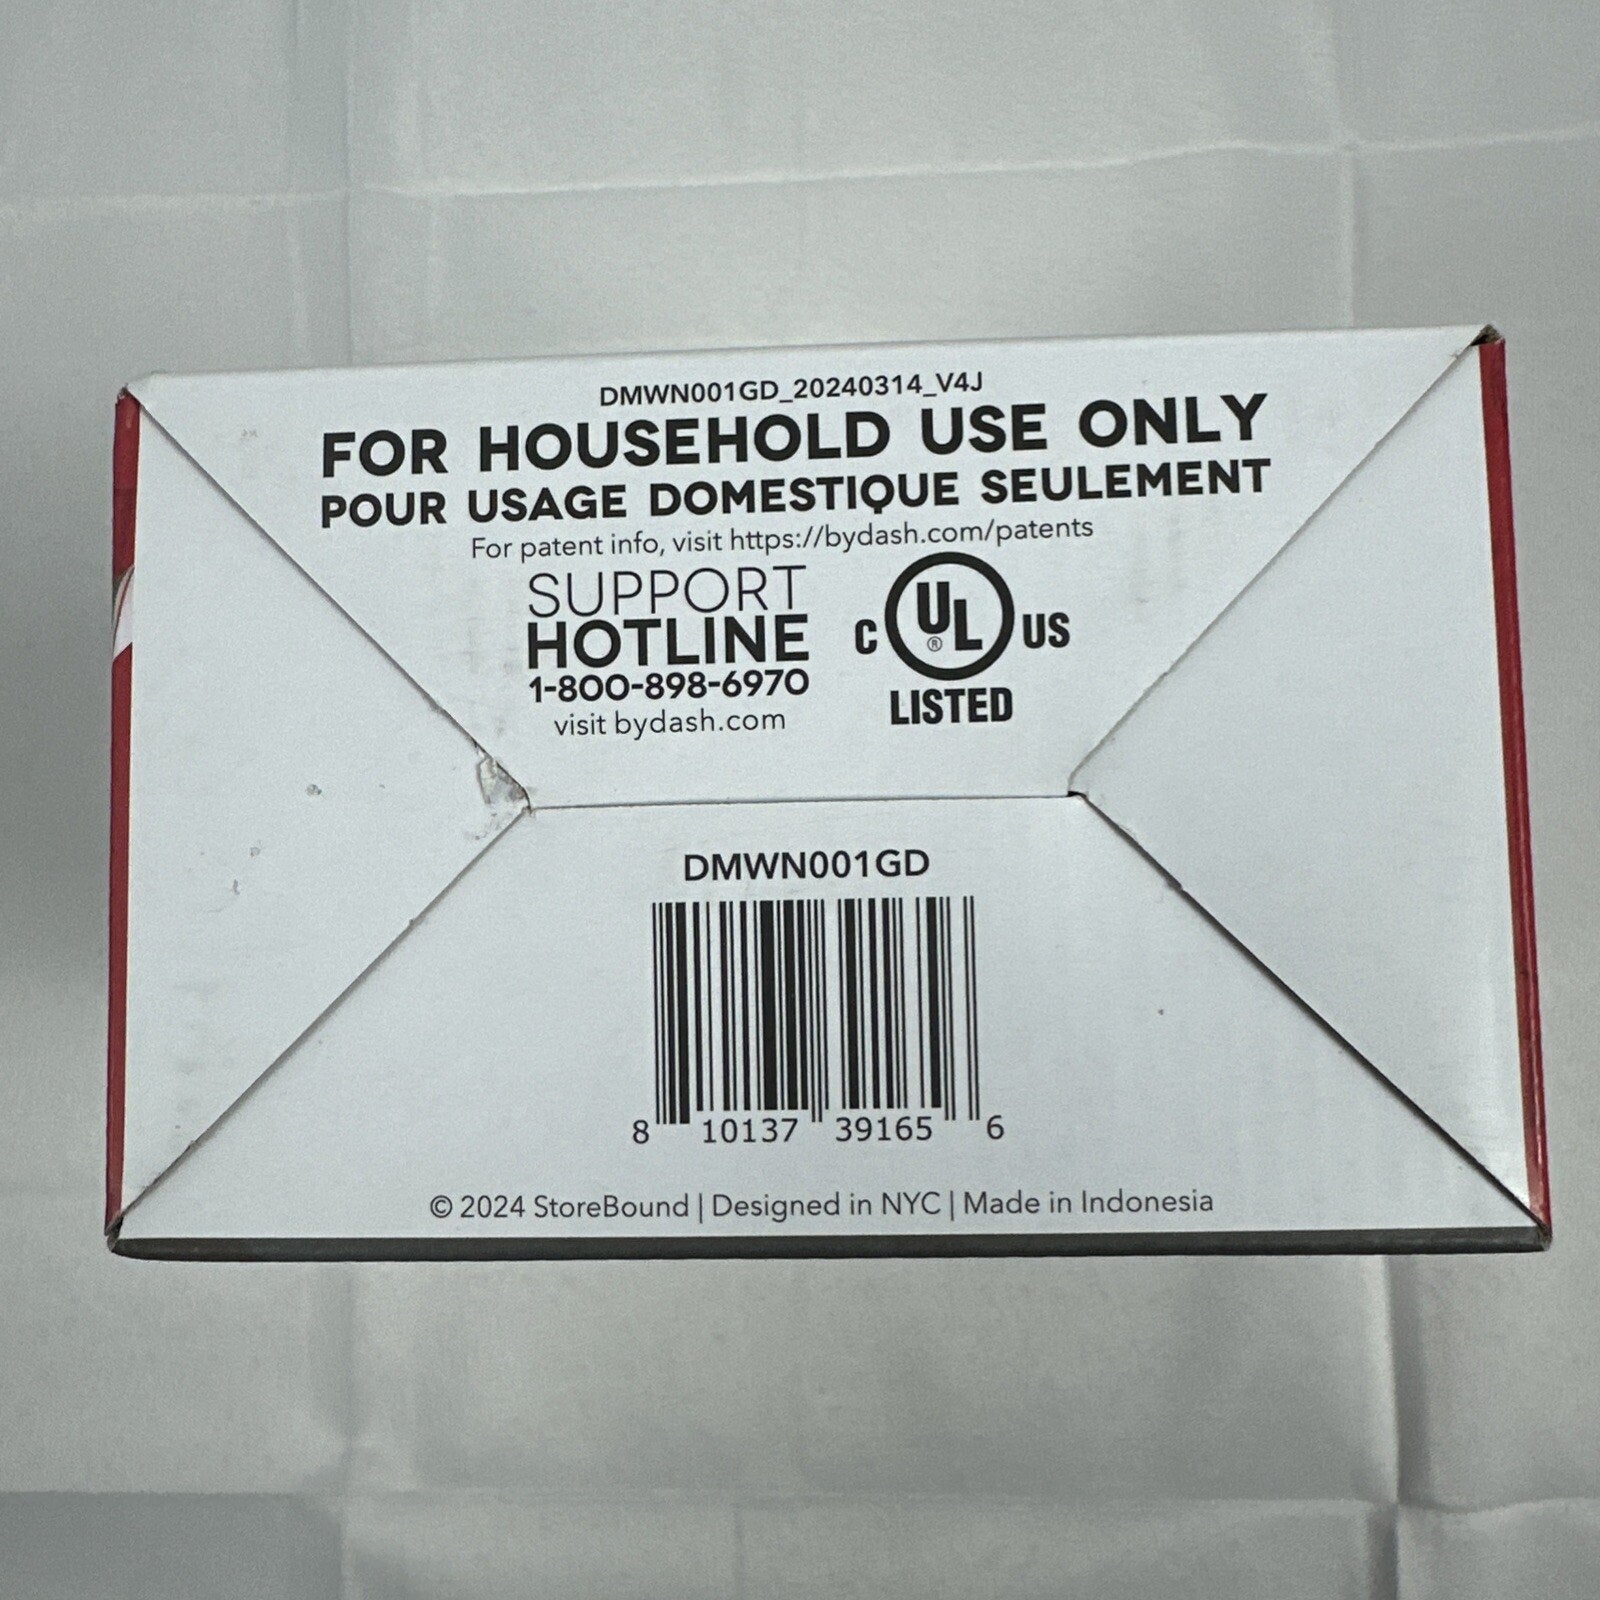 DMWN001GD_20240314_V4J
FOR HOUSEHOLD USE ONLY
POUR USAGE DOMESTIQUE SEULEMENT
For patent info, visit https://bydash.com/patents
SUPPORT
HOTLINE
1-800-898-6970
visit bydash.com
C UL® US
LISTED
DMWN001GD
8 10137 39165 6
© 2024 StoreBound | Designed in NYC | Made in Indonesia